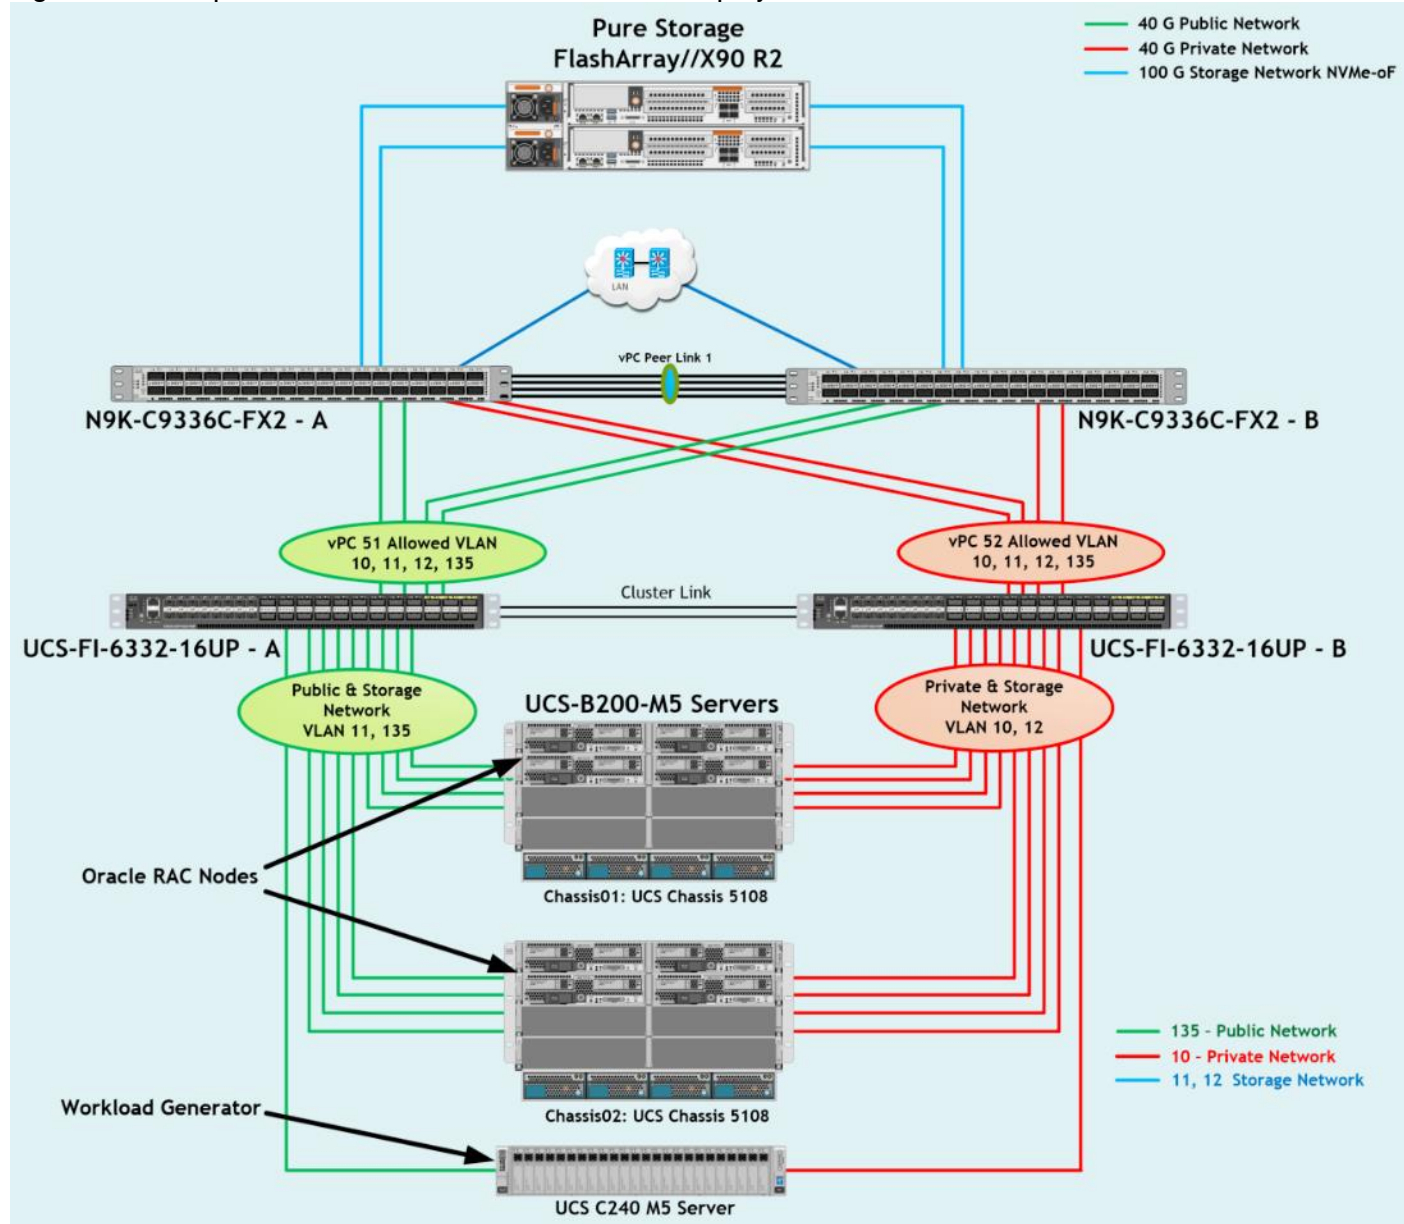 Pure Storage
FlashArray//X90 R2
40 G Public Network
40 G Private Network
100 G Storage Network NVMe-oF
LAN
vPC Peer Link 1
N9K-C9336C-FX2 - A
N9K-C9336C-FX2 - B
vPC 51 Allowed VLAN
10, 11, 12, 135
vPC 52 Allowed VLAN
10, 11, 12, 135
Cluster Link
UCS-FI-6332-16UP - A
UCS-FI-6332-16UP - B
Public & Storage
Network
VLAN 11, 135
Private & Storage
Network
VLAN 10, 12
UCS-B200-M5 Servers
Oracle RAC Nodes
Chassis01: UCS Chassis 5108
135 - Public Network
10 - Private Network
11, 12 Storage Network
Workload Generator
Chassis02: UCS Chassis 5108
UCS C240 M5 Server